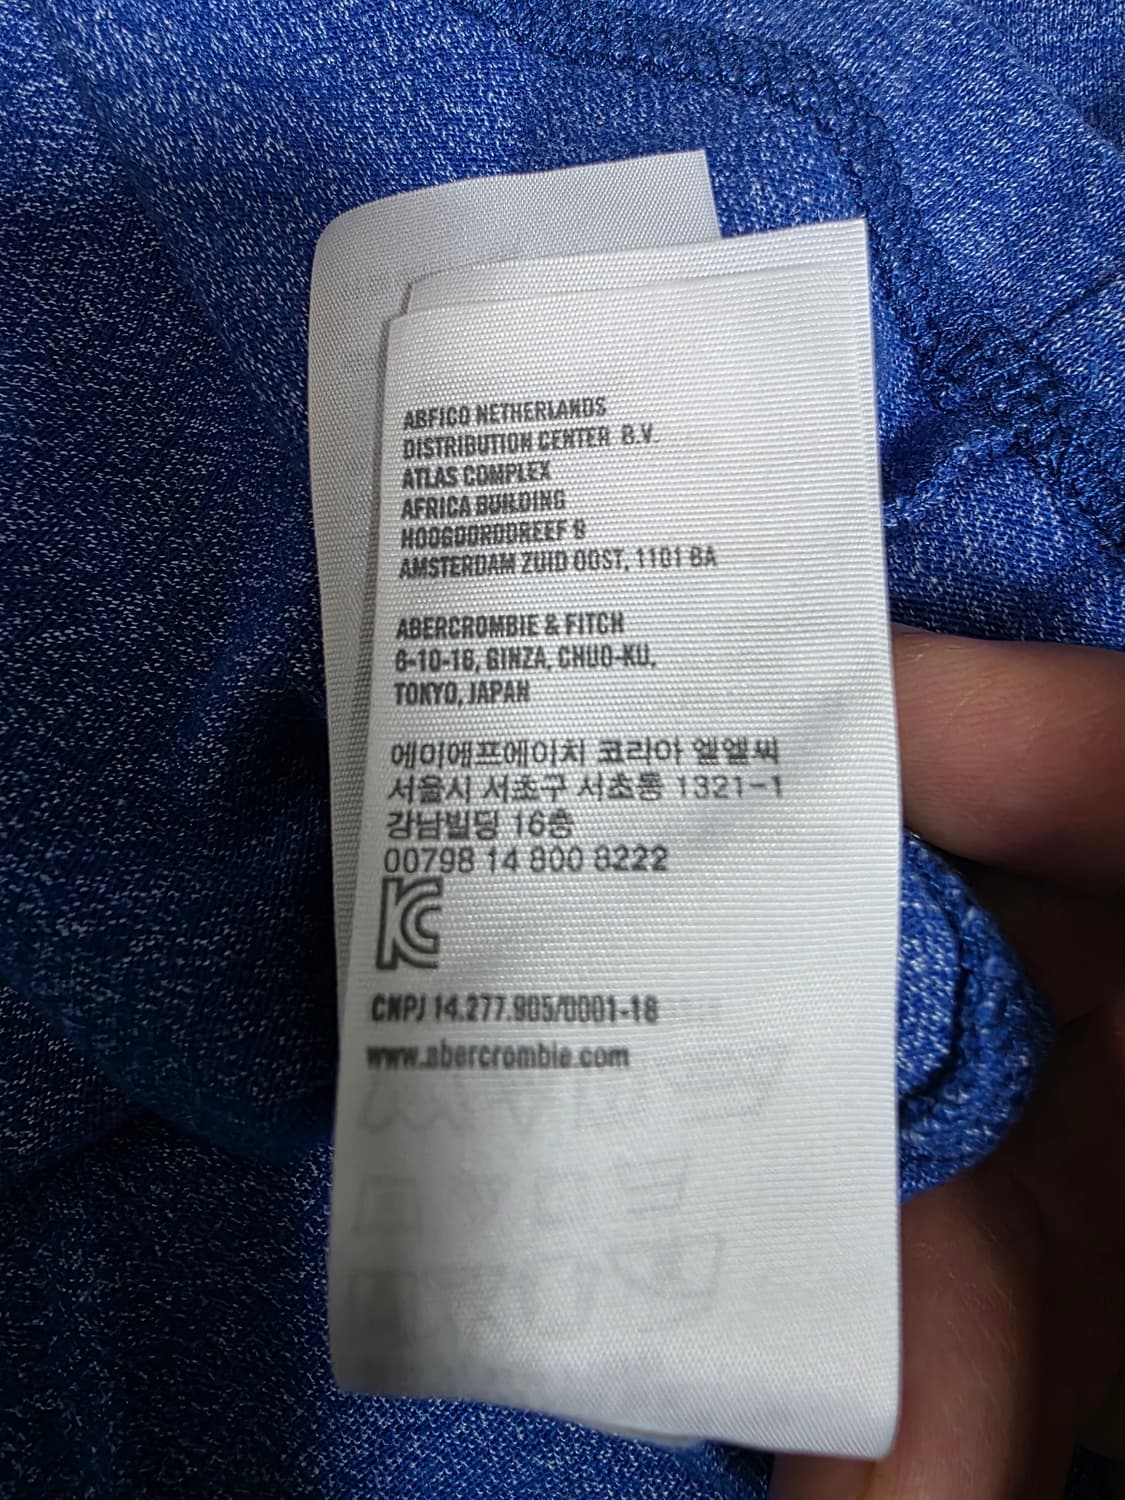 ABFICO NETHERLANDS
DISTRIBUTION CENTER B.V.
ATLAS COMPLEX
AFRICA BUILDING
HOOGOORDDREEF 9
AMSTERDAM ZUID OOST, 1101 BA
ABERCROMBIE & FITCH
6-10-16, GINZA, CHUO-KU,
TOKYO, JAPAN
에이애프에이치 코리아 엘엘씨
서울시 서초구 서초동 1321-1
강남빌딩 16층
00798 14 800 8222
KC
CNPJ 14.277.905/0001-18
www.abercrombie.com